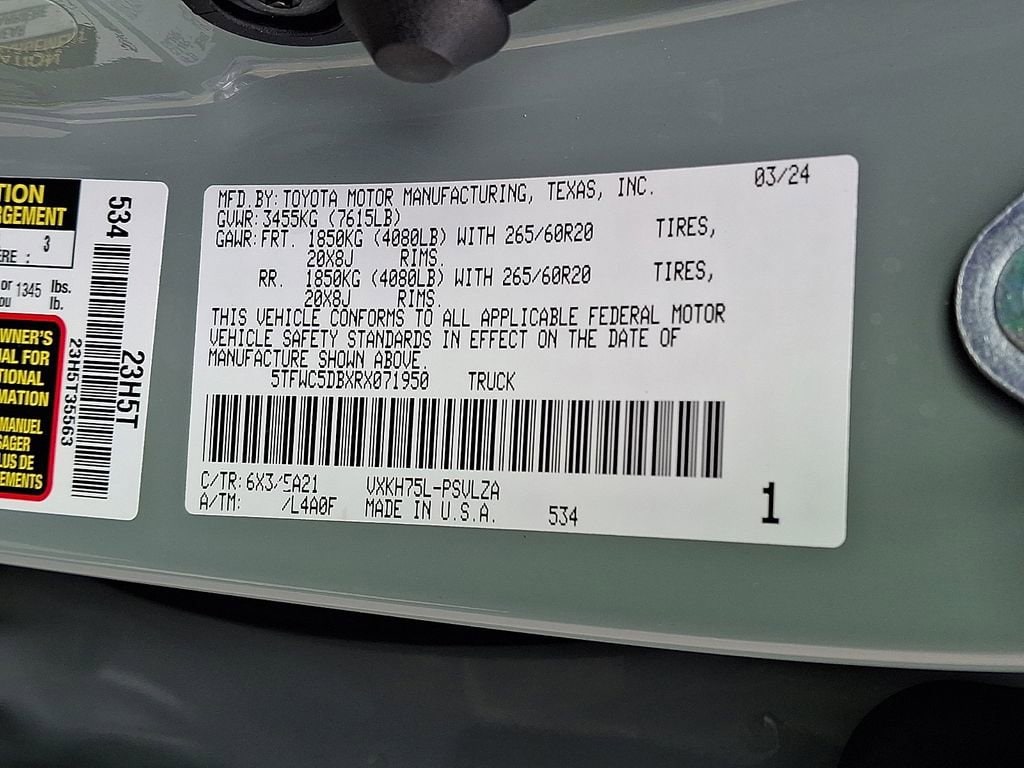 TION
RGEMENT
3
ERE :
or 1345 lbs.
ou lb.
WNER'S
AL FOR
TIONAL
MATION
MANUEL
SAGER
LUS DE
EMENTS
534
23H5T
23H5T35563
MFD.BY: TOYOTA MOTOR MANUFACTURING, TEXAS, INC. 03/24
GVWR: 3455KG (7615LB)
GAWR: FRT. 1850KG (4080LB) WITH 265/60R20 TIRES,
20X8J RIMS.
RR. 1850KG (4080LB) WITH 265/60R20 TIRES,
20X8J RIMS.
THIS VEHICLE CONFORMS TO ALL APPLICABLE FEDERAL MOTOR
VEHICLE SAFETY STANDARDS IN EFFECT ON THE DATE OF
MANUFACTURE SHOWN ABOVE.
5TFWC5DBXRX071950 TRUCK
C/TR: 6X3/5A21 VXKH75L-PSVLZA
A/TM: /L4A0F MADE IN U.S.A. 534
1